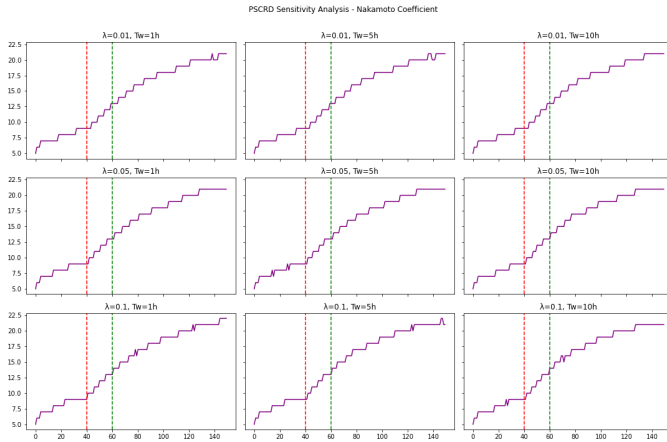 PSCRD Sensitivity Analysis - Nakamoto Coefficient
λ=0.01, Tw=1h
λ=0.01, Tw=5h
λ=0.01, Tw=10h
22.5
20.0
17.5
15.0
12.5
10.0
7.5
5.0
λ=0.05, Tw=1h
λ=0.05, Tw=5h
λ=0.05, Tw=10h
22.5
20.0
17.5
15.0
12.5
10.0
7.5
5.0
λ=0.1, Tw=1h
λ=0.1, Tw=5h
λ=0.1, Tw=10h
22.5
20.0
17.5
15.0
12.5
10.0
7.5
5.0
0 20 40 60 80 100 120 140
0 20 40 60 80 100 120 140
0 20 40 60 80 100 120 140